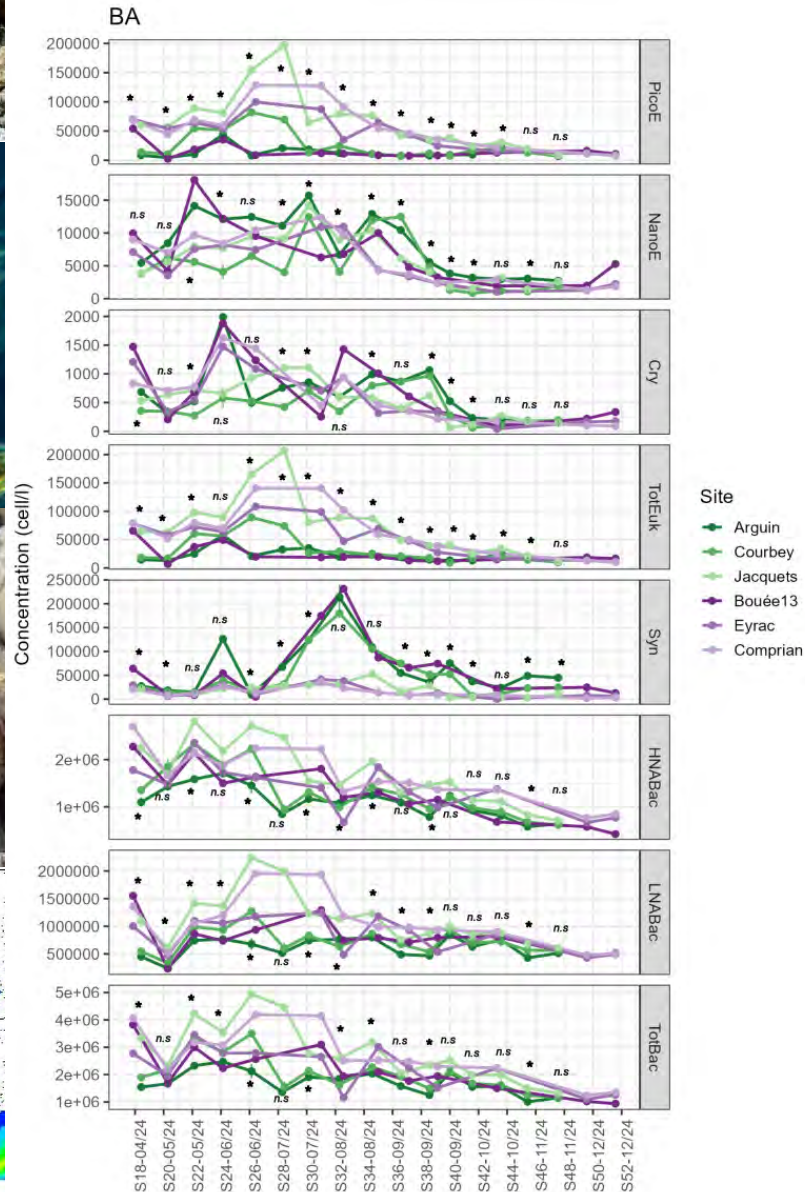 BA
Concentration (cell/l)
200000
150000
100000
50000
0
PicoE
* * * * * * * * * * * * * * n.s n.s
15000
10000
5000
0
NanoE
n.s n.s * * * * * * * * * * n.s * n.s
*
2000
1500
1000
500
0
Cry
n.s * n.s * * * n.s * * * n.s n.s n.s
* n.s n.s
200000
150000
100000
50000
0
TotEuk
* * * n.s * * * * * * * * * * * n.s
250000
200000
150000
100000
50000
0
Syn
* * n.s n.s * * * n.s n.s * * * * n.s * *
2e+06
1e+06
HNABac
n.s n.s * n.s
* n.s * n.s * n.s * * * n.s *
2000000
1500000
1000000
500000
LNABac
* * * * * * * n.s n.s n.s * n.s
* n.s * *
5e+06
4e+06
3e+06
2e+06
1e+06
TotBac
* n.s * * * * n.s * n.s n.s * n.s
* n.s *
S18-04/24
S20-05/24
S22-05/24
S24-06/24
S26-06/24
S28-07/24
S30-07/24
S32-08/24
S34-08/24
S36-09/24
S38-09/24
S40-09/24
S42-10/24
S44-10/24
S46-11/24
S48-11/24
S50-12/24
S52-12/24
Site
Arguin
Courbey
Jacquets
Bouée13
Eyrac
Comprian